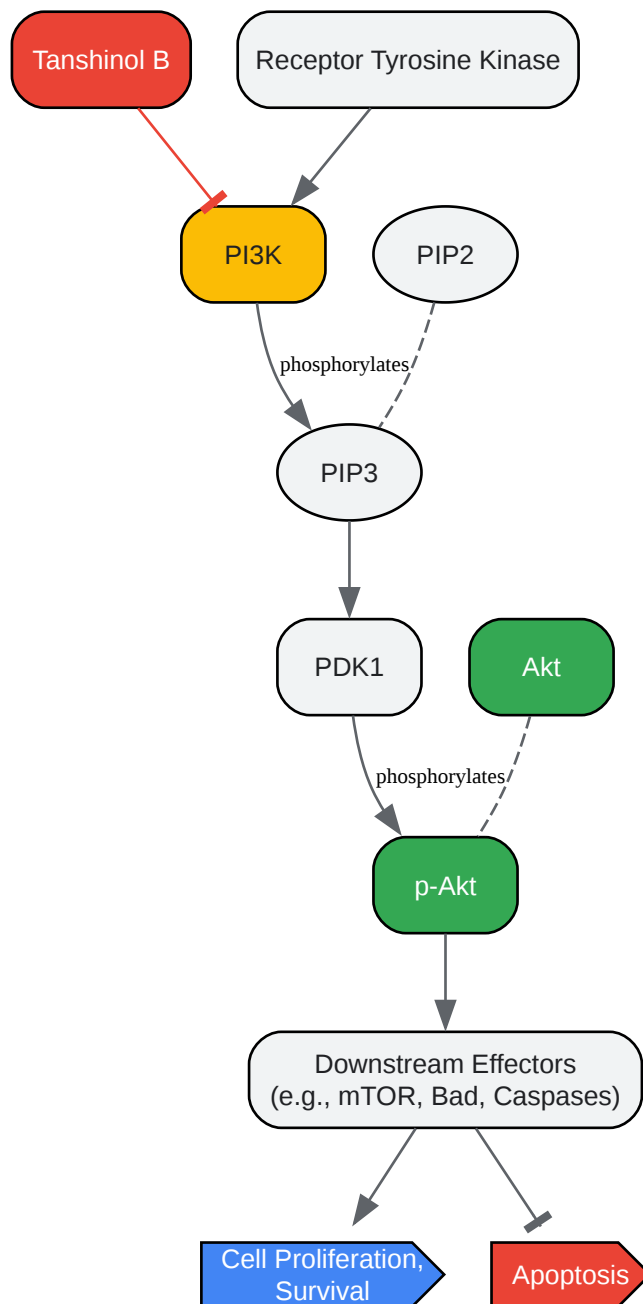 Tanshinol B
Receptor Tyrosine Kinase
PI3K
PIP2
phosphorylates
PIP3
PDK1
Akt
phosphorylates
p-Akt
Downstream Effectors
(e.g., mTOR, Bad, Caspases)
Cell Proliferation,
Survival
Apoptosis